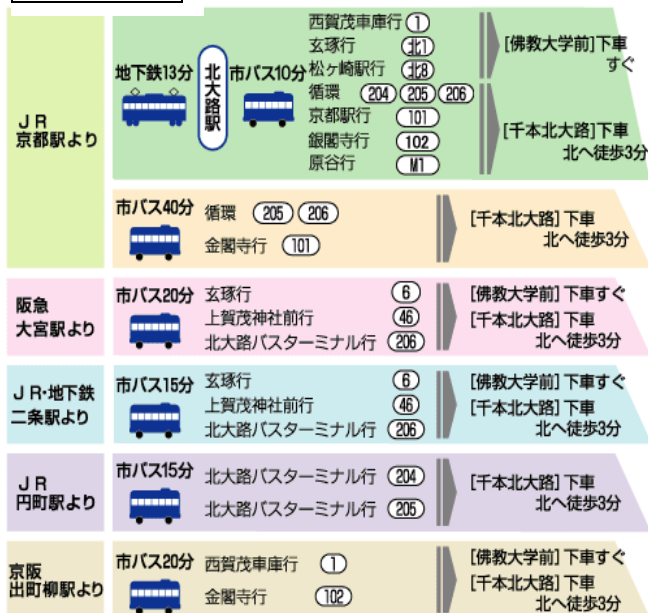 JR
京都駅より
地下鉄13分
北大路駅
市バス10分
西賀茂車庫行 1
玄琢行 北1
松ヶ崎駅行 北8
循環 204 205 206
京都駅行 101
銀閣寺行 102
原谷行 M1
[佛教大学前]下車
すぐ
[千本北大路]下車
北へ徒歩3分
市バス40分
循環 205 206
金閣寺行 101
[千本北大路]下車
北へ徒歩3分
阪急
大宮駅より
市バス20分
玄琢行 6
上賀茂神社前行 46
北大路バスターミナル行 206
[佛教大学前]下車すぐ
[千本北大路]下車
北へ徒歩3分
JR・地下鉄
二条駅より
市バス15分
玄琢行 6
上賀茂神社前行 46
北大路バスターミナル行 206
[佛教大学前]下車すぐ
[千本北大路]下車
北へ徒歩3分
JR
円町駅より
市バス15分
北大路バスターミナル行 204
北大路バスターミナル行 205
[千本北大路]下車
北へ徒歩3分
京阪
出町柳駅より
市バス20分
西賀茂車庫行 1
金閣寺行 102
[佛教大学前]下車すぐ
[千本北大路]下車
北へ徒歩3分